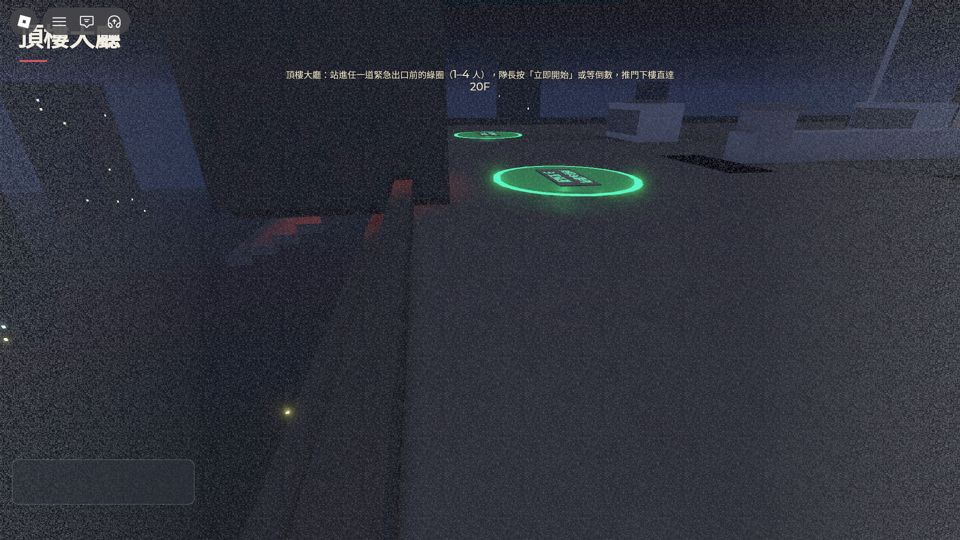 頂樓大廳
頂樓大廳：站進任一道緊急出口前的綠圈（1–4 人），隊長按「立即開始」或等倒數，推門下樓直達
20F